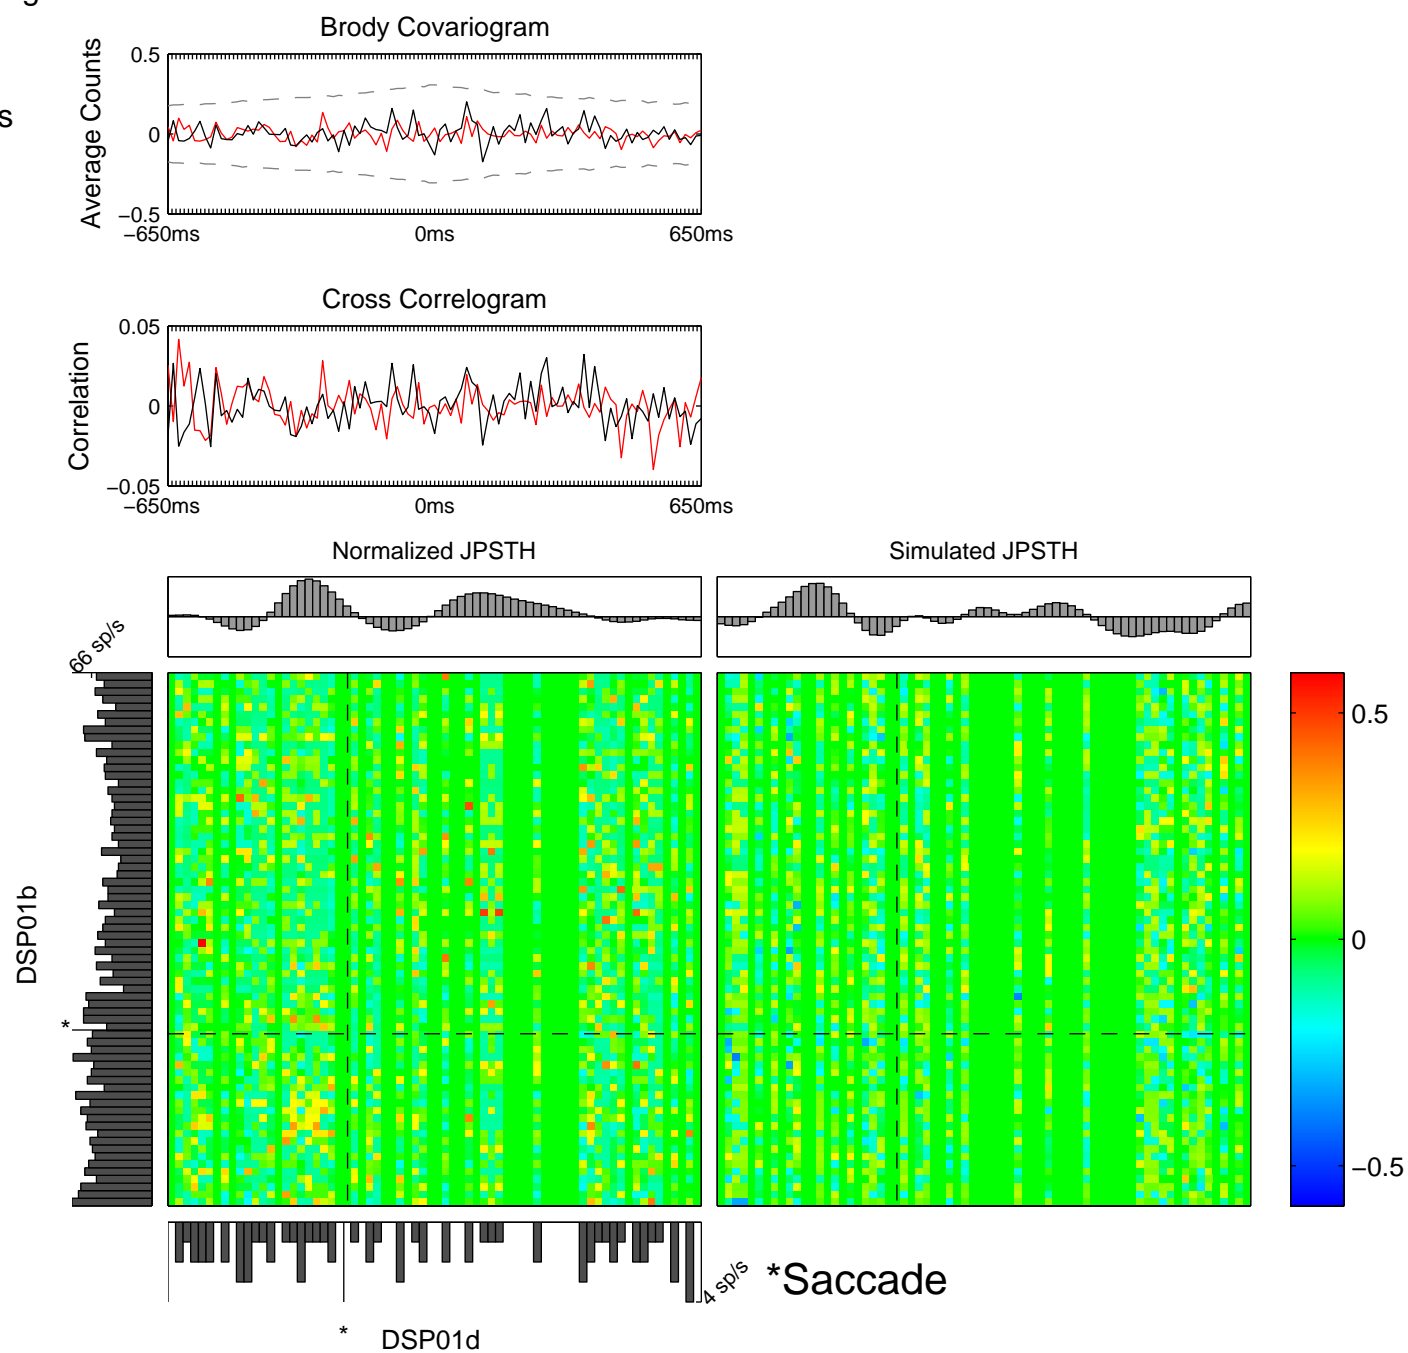 g
Brody Covariogram
s
Average Counts
0.5
0
−0.5
−650ms
0ms
650ms
Cross Correlogram
Correlation
0.05
0
−0.05
−650ms
0ms
650ms
Normalized JPSTH
Simulated JPSTH
66 sp/s
DSP01b
*
0.5
0
−0.5
4 sp/s
*Saccade
*
DSP01d